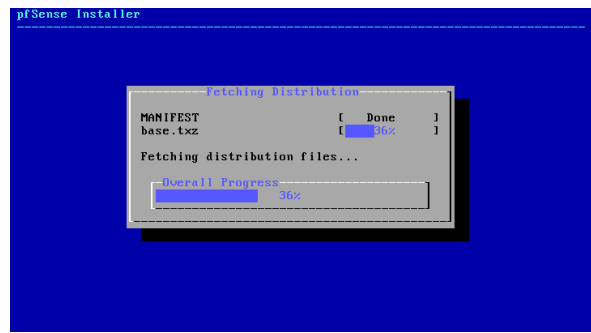 pfSense Installer
Fetching Distribution
MANIFEST [ Done ]
base.txz [ 36% ]
Fetching distribution files...
Overall Progress
36%